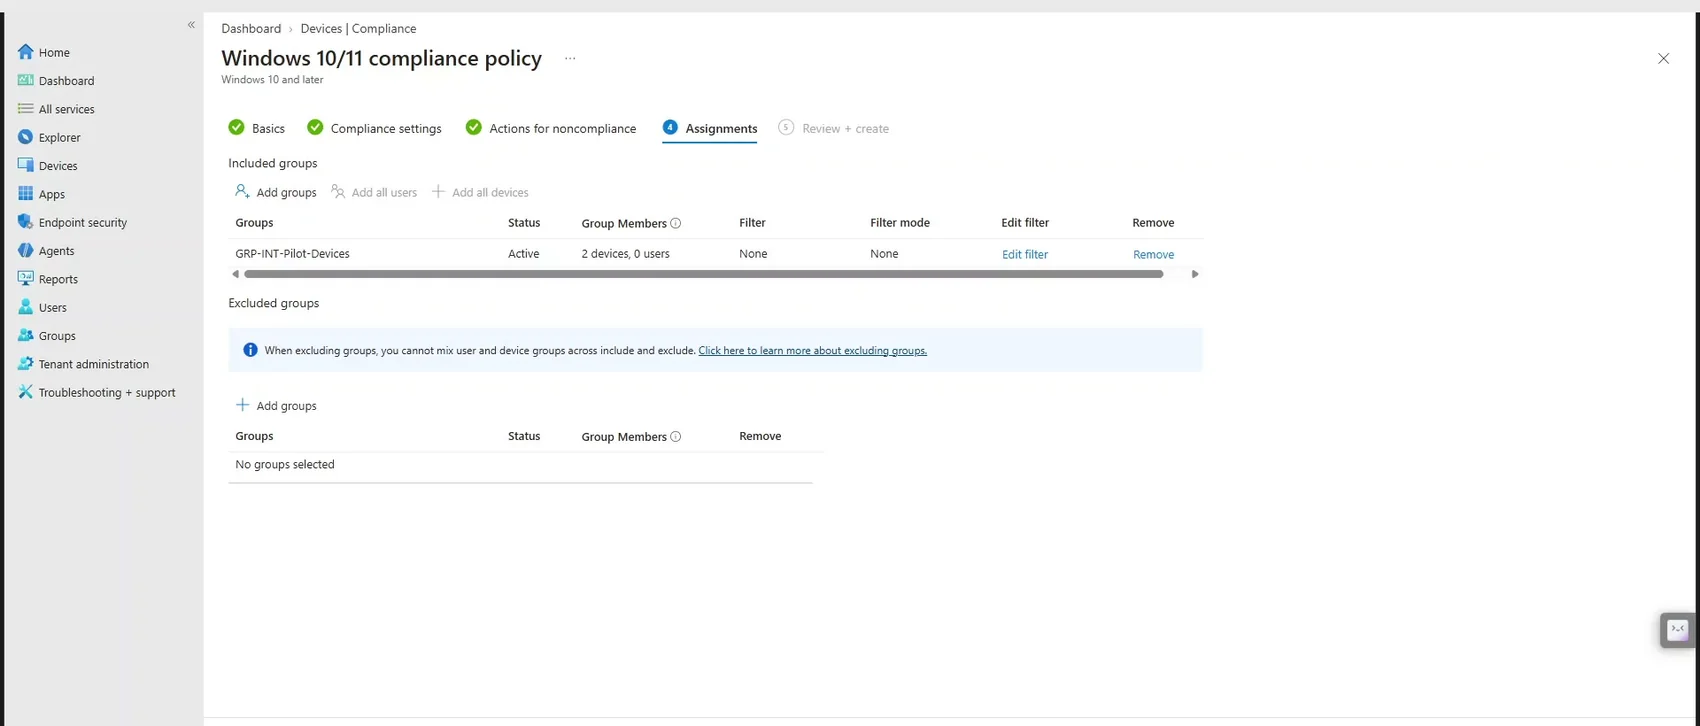 «
Home
Dashboard
All services
Explorer
Devices
Apps
Endpoint security
Agents
Reports
Users
Groups
Tenant administration
Troubleshooting + support
Dashboard › Devices | Compliance
Windows 10/11 compliance policy ...
Windows 10 and later
Basics Compliance settings Actions for noncompliance 4 Assignments 5 Review + create
Included groups
Add groups Add all users Add all devices
Groups Status Group Members Filter Filter mode Edit filter Remove
GRP-INT-Pilot-Devices Active 2 devices, 0 users None None Edit filter Remove
Excluded groups
When excluding groups, you cannot mix user and device groups across include and exclude. Click here to learn more about excluding groups.
Add groups
Groups Status Group Members Remove
No groups selected